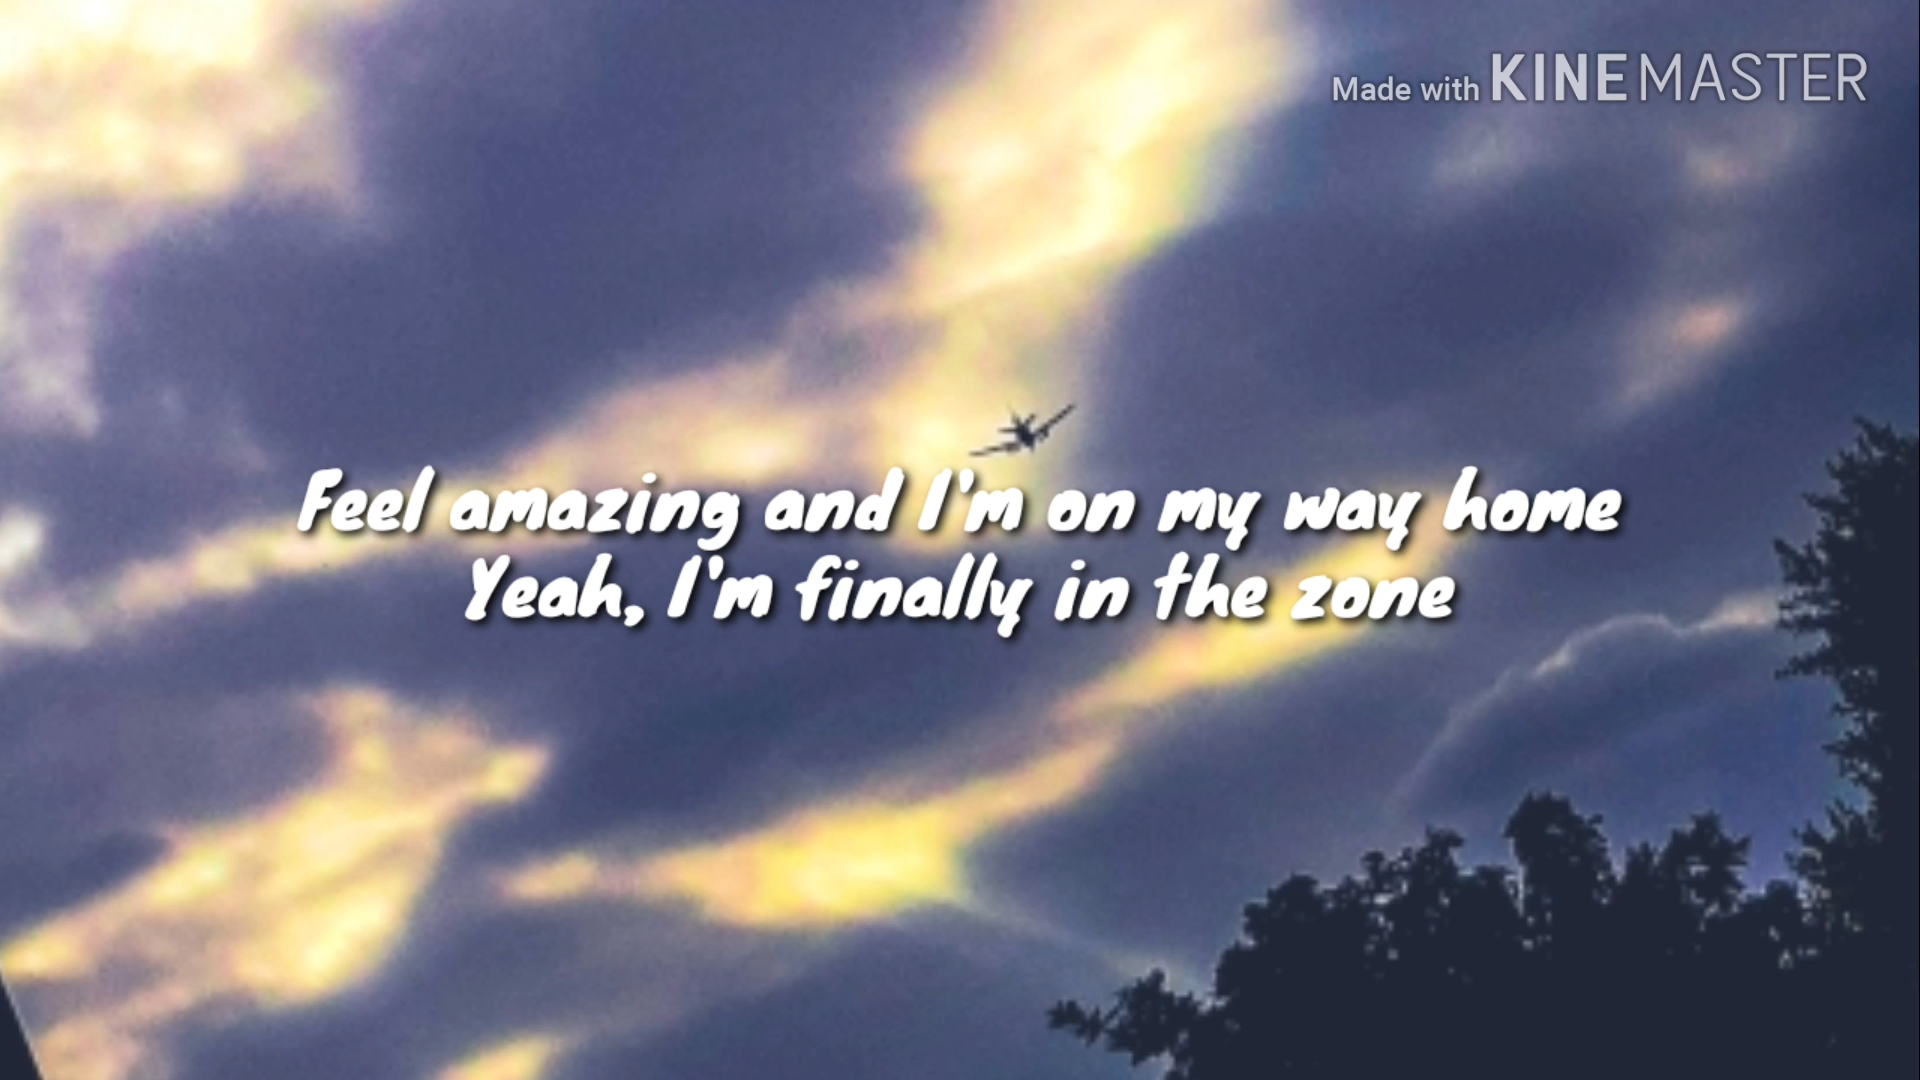 Made with KINEMASTER
Feel amazing and I'm on my way home
Yeah, I'm finally in the zone